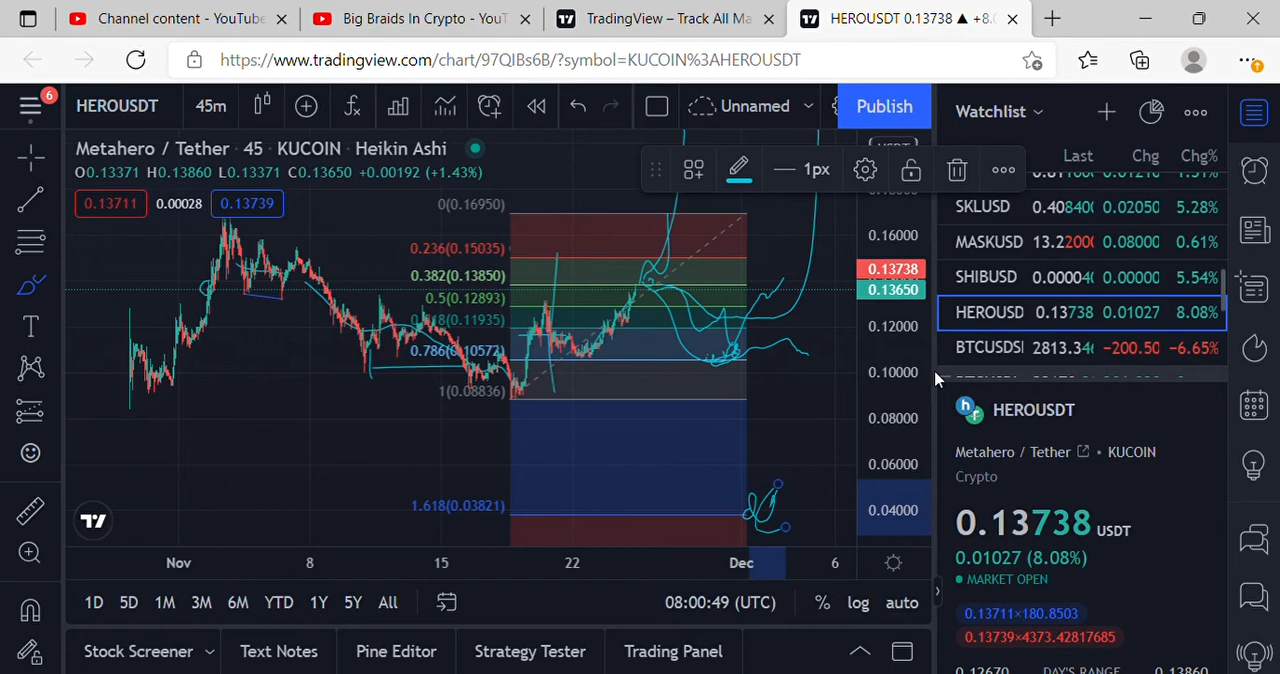 Channel content - YouTube
Big Braids In Crypto - YouT
TradingView – Track All Ma
HEROUSDT 0.13738 ▲ +8.0
https://www.tradingview.com/chart/97QIBs6B/?symbol=KUCOIN%3AHEROUSDT
6
HEROUSDT
45m
Unnamed
Publish
Watchlist
Metahero / Tether · 45 · KUCOIN · Heikin Ashi
O0.13371 H0.13860 L0.13371 C0.13650 +0.00192 (+1.43%)
0.13711
0.00028
0.13739
1px
Last
Chg
Chg%
SKLUSD 0.40840 0.02050 5.28%
MASKUSD 13.2200 0.08000 0.61%
SHIBUSD 0.00004 0.00000 5.54%
HEROUSD 0.13738 0.01027 8.08%
BTCUSDS 2813.34 −200.50 −6.65%
0(0.16950)
0.236(0.15035)
0.382(0.13850)
0.5(0.12893)
0.786(0.10572)
1(0.08836)
1.618(0.03821)
0.16000
0.13738
0.13650
0.12000
0.10000
0.08000
0.06000
0.04000
Nov
8
15
22
Dec
6
HEROUSDT
Metahero / Tether • KUCOIN
Crypto
0.13738 USDT
0.01027 (8.08%)
MARKET OPEN
0.13711×180.8503
0.13739×4373.42817685
0.12670 DAY'S RANGE 0.13860
1D 5D 1M 3M 6M YTD 1Y 5Y All
08:00:49 (UTC)
% log auto
Stock Screener
Text Notes
Pine Editor
Strategy Tester
Trading Panel